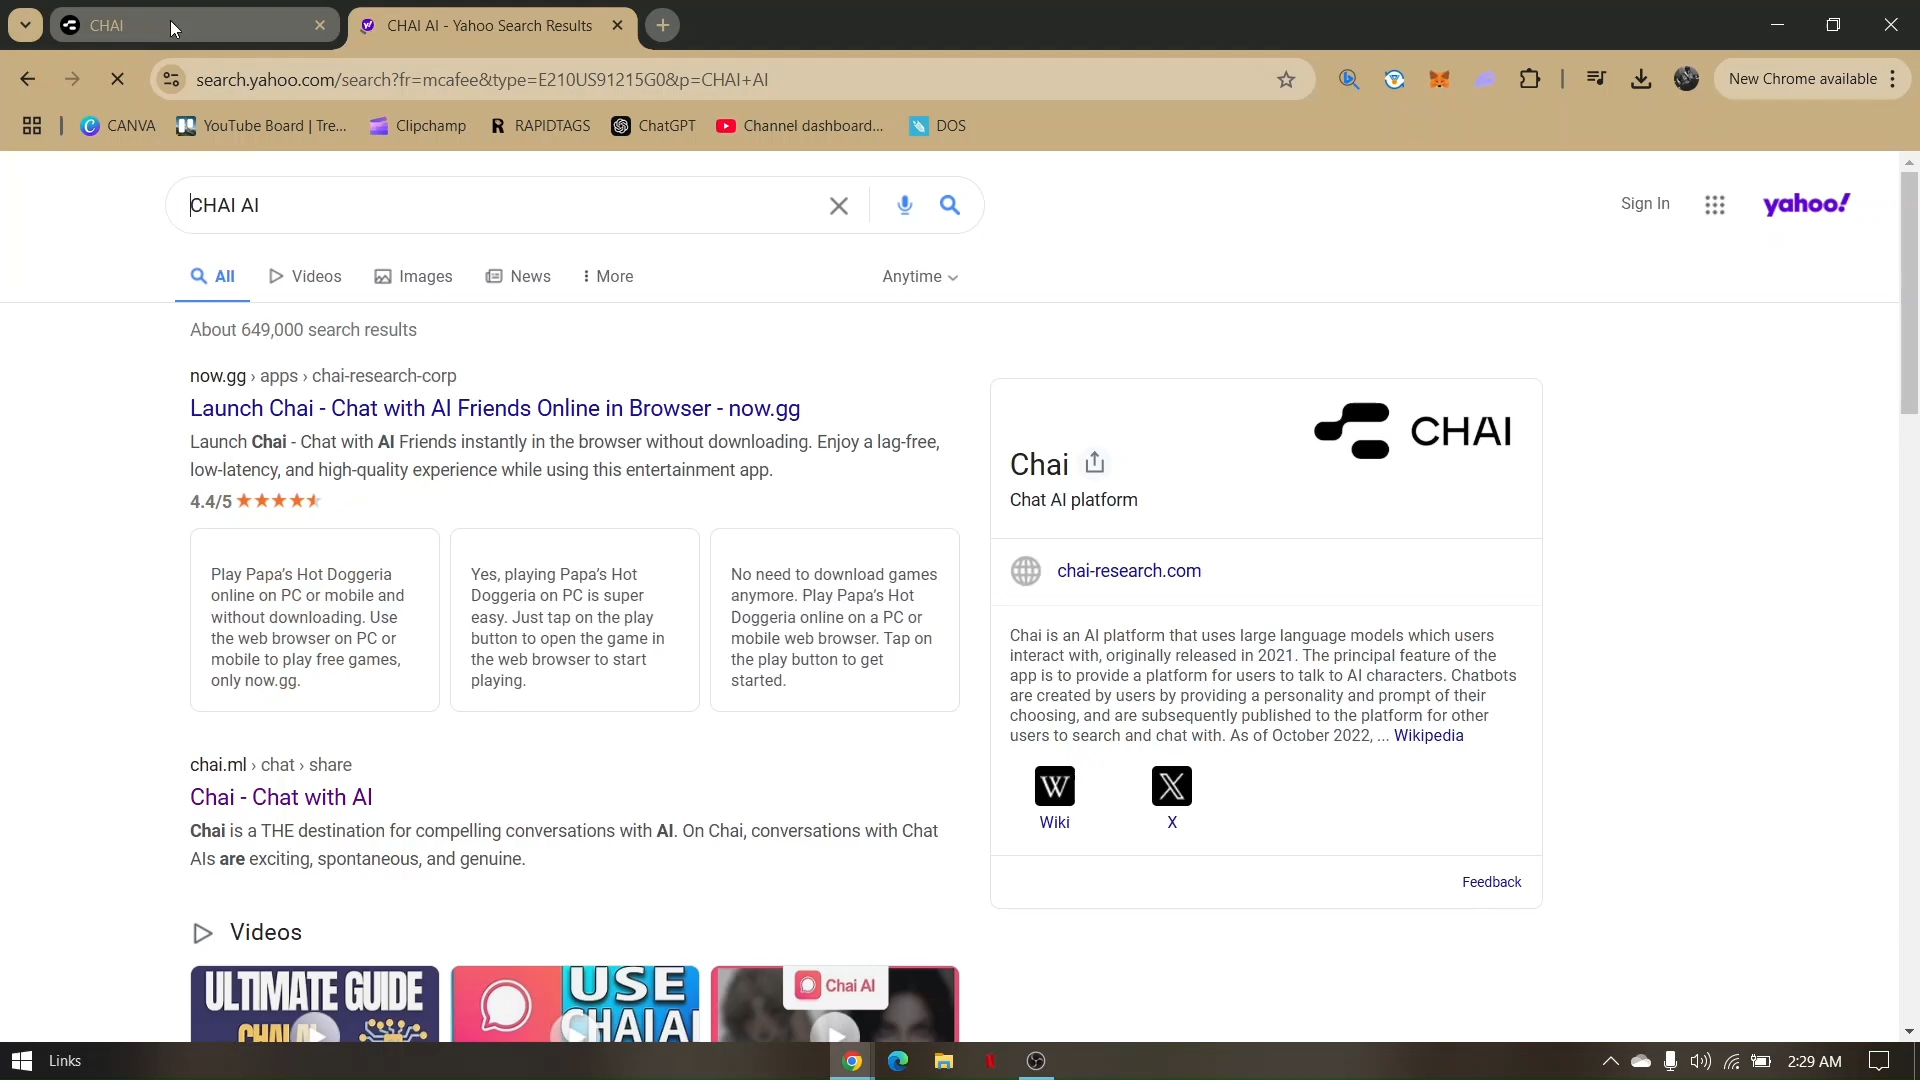 CHAI
CHAI AI - Yahoo Search Results
search.yahoo.com/search?fr=mcafee&type=E210US91215G0&p=CHAI+AI
New Chrome available
CANVA
YouTube Board | Tre...
Clipchamp
R RAPIDTAGS
ChatGPT
Channel dashboard...
DOS
CHAI AI
Sign In
yahoo!
All
Videos
Images
News
More
Anytime
About 649,000 search results
now.gg › apps › chai-research-corp
Launch Chai - Chat with AI Friends Online in Browser - now.gg
Launch Chai - Chat with AI Friends instantly in the browser without downloading. Enjoy a lag-free,
low-latency, and high-quality experience while using this entertainment app.
4.4/5
Play Papa's Hot Doggeria
online on PC or mobile and
without downloading. Use
the web browser on PC or
mobile to play free games,
only now.gg.
Yes, playing Papa's Hot
Doggeria on PC is super
easy. Just tap on the play
button to open the game in
the web browser to start
playing.
No need to download games
anymore. Play Papa's Hot
Doggeria online on a PC or
mobile web browser. Tap on
the play button to get
started.
chai.ml › chat › share
Chai - Chat with AI
Chai is a THE destination for compelling conversations with AI. On Chai, conversations with Chat
AIs are exciting, spontaneous, and genuine.
Videos
ULTIMATE GUIDE
CHAI AI
USE
CHAI AI
Chai AI
CHAI
Chai
Chat AI platform
chai-research.com
Chai is an AI platform that uses large language models which users
interact with, originally released in 2021. The principal feature of the
app is to provide a platform for users to talk to AI characters. Chatbots
are created by users by providing a personality and prompt of their
choosing, and are subsequently published to the platform for other
users to search and chat with. As of October 2022, ... Wikipedia
W
Wiki
X
Feedback
Links
2:29 AM